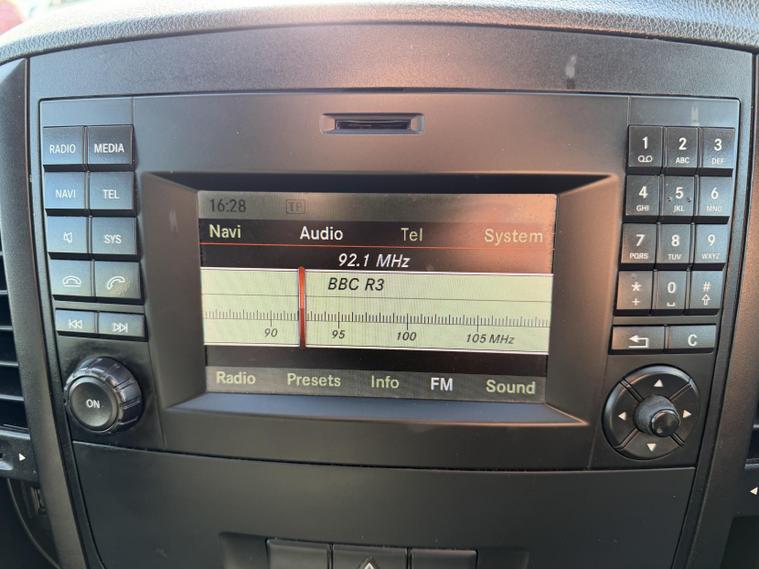 16:28 TP
Navi Audio Tel System
92.1 MHz
BBC R3
90 95 100 105 MHz
Radio Presets Info FM Sound
RADIO MEDIA
NAVI TEL
SYS
ON
1 2 ABC 3 DEF
4 GHI 5 JKL 6 MNO
7 PQRS 8 TUV 9 WXYZ
* + 0 #
C